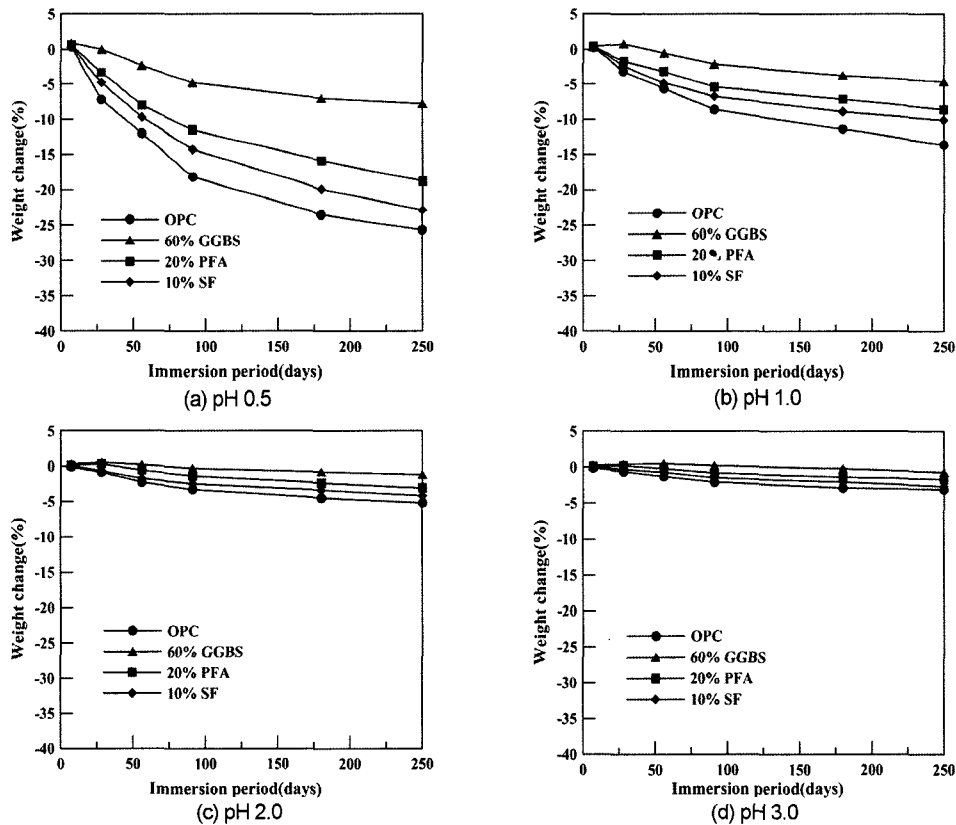 5
0
-5
-10
-15
-20
-25
-30
-35
-40
Weight change(%)
OPC
60% GGBS
20% PFA
10% SF
0 50 100 150 200 250
Immersion period(days)
(a) pH 0.5
5
0
-5
-10
-15
-20
-25
-30
-35
-40
Weight change(%)
OPC
60% GGBS
20% PFA
10% SF
0 50 100 150 200 250
Immersion period(days)
(b) pH 1.0
5
0
-5
-10
-15
-20
-25
-30
-35
-40
Weight change(%)
OPC
60% GGBS
20% PFA
10% SF
0 50 100 150 200 250
Immersion period(days)
(c) pH 2.0
5
0
-5
-10
-15
-20
-25
-30
-35
-40
Weight change(%)
OPC
60% GGBS
20% PFA
10% SF
0 50 100 150 200 250
Immersion period(days)
(d) pH 3.0